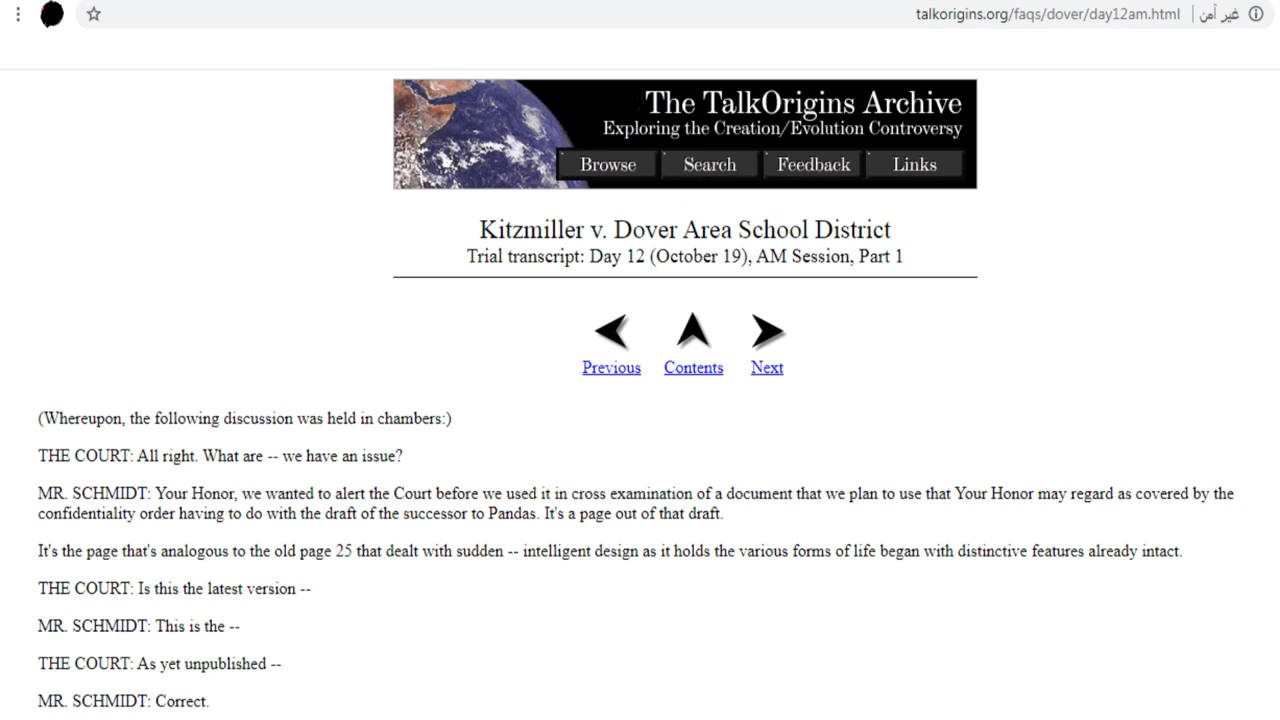 talkorigins.org/faqs/dover/day12am.html
غير آمن
The TalkOrigins Archive
Exploring the Creation/Evolution Controversy
Browse Search Feedback Links
Kitzmiller v. Dover Area School District
Trial transcript: Day 12 (October 19), AM Session, Part 1
Previous Contents Next
(Whereupon, the following discussion was held in chambers:)
THE COURT: All right. What are -- we have an issue?
MR. SCHMIDT: Your Honor, we wanted to alert the Court before we used it in cross examination of a document that we plan to use that Your Honor may regard as covered by the
confidentiality order having to do with the draft of the successor to Pandas. It's a page out of that draft.
It's the page that's analogous to the old page 25 that dealt with sudden -- intelligent design as it holds the various forms of life began with distinctive features already intact.
THE COURT: Is this the latest version --
MR. SCHMIDT: This is the --
THE COURT: As yet unpublished --
MR. SCHMIDT: Correct.